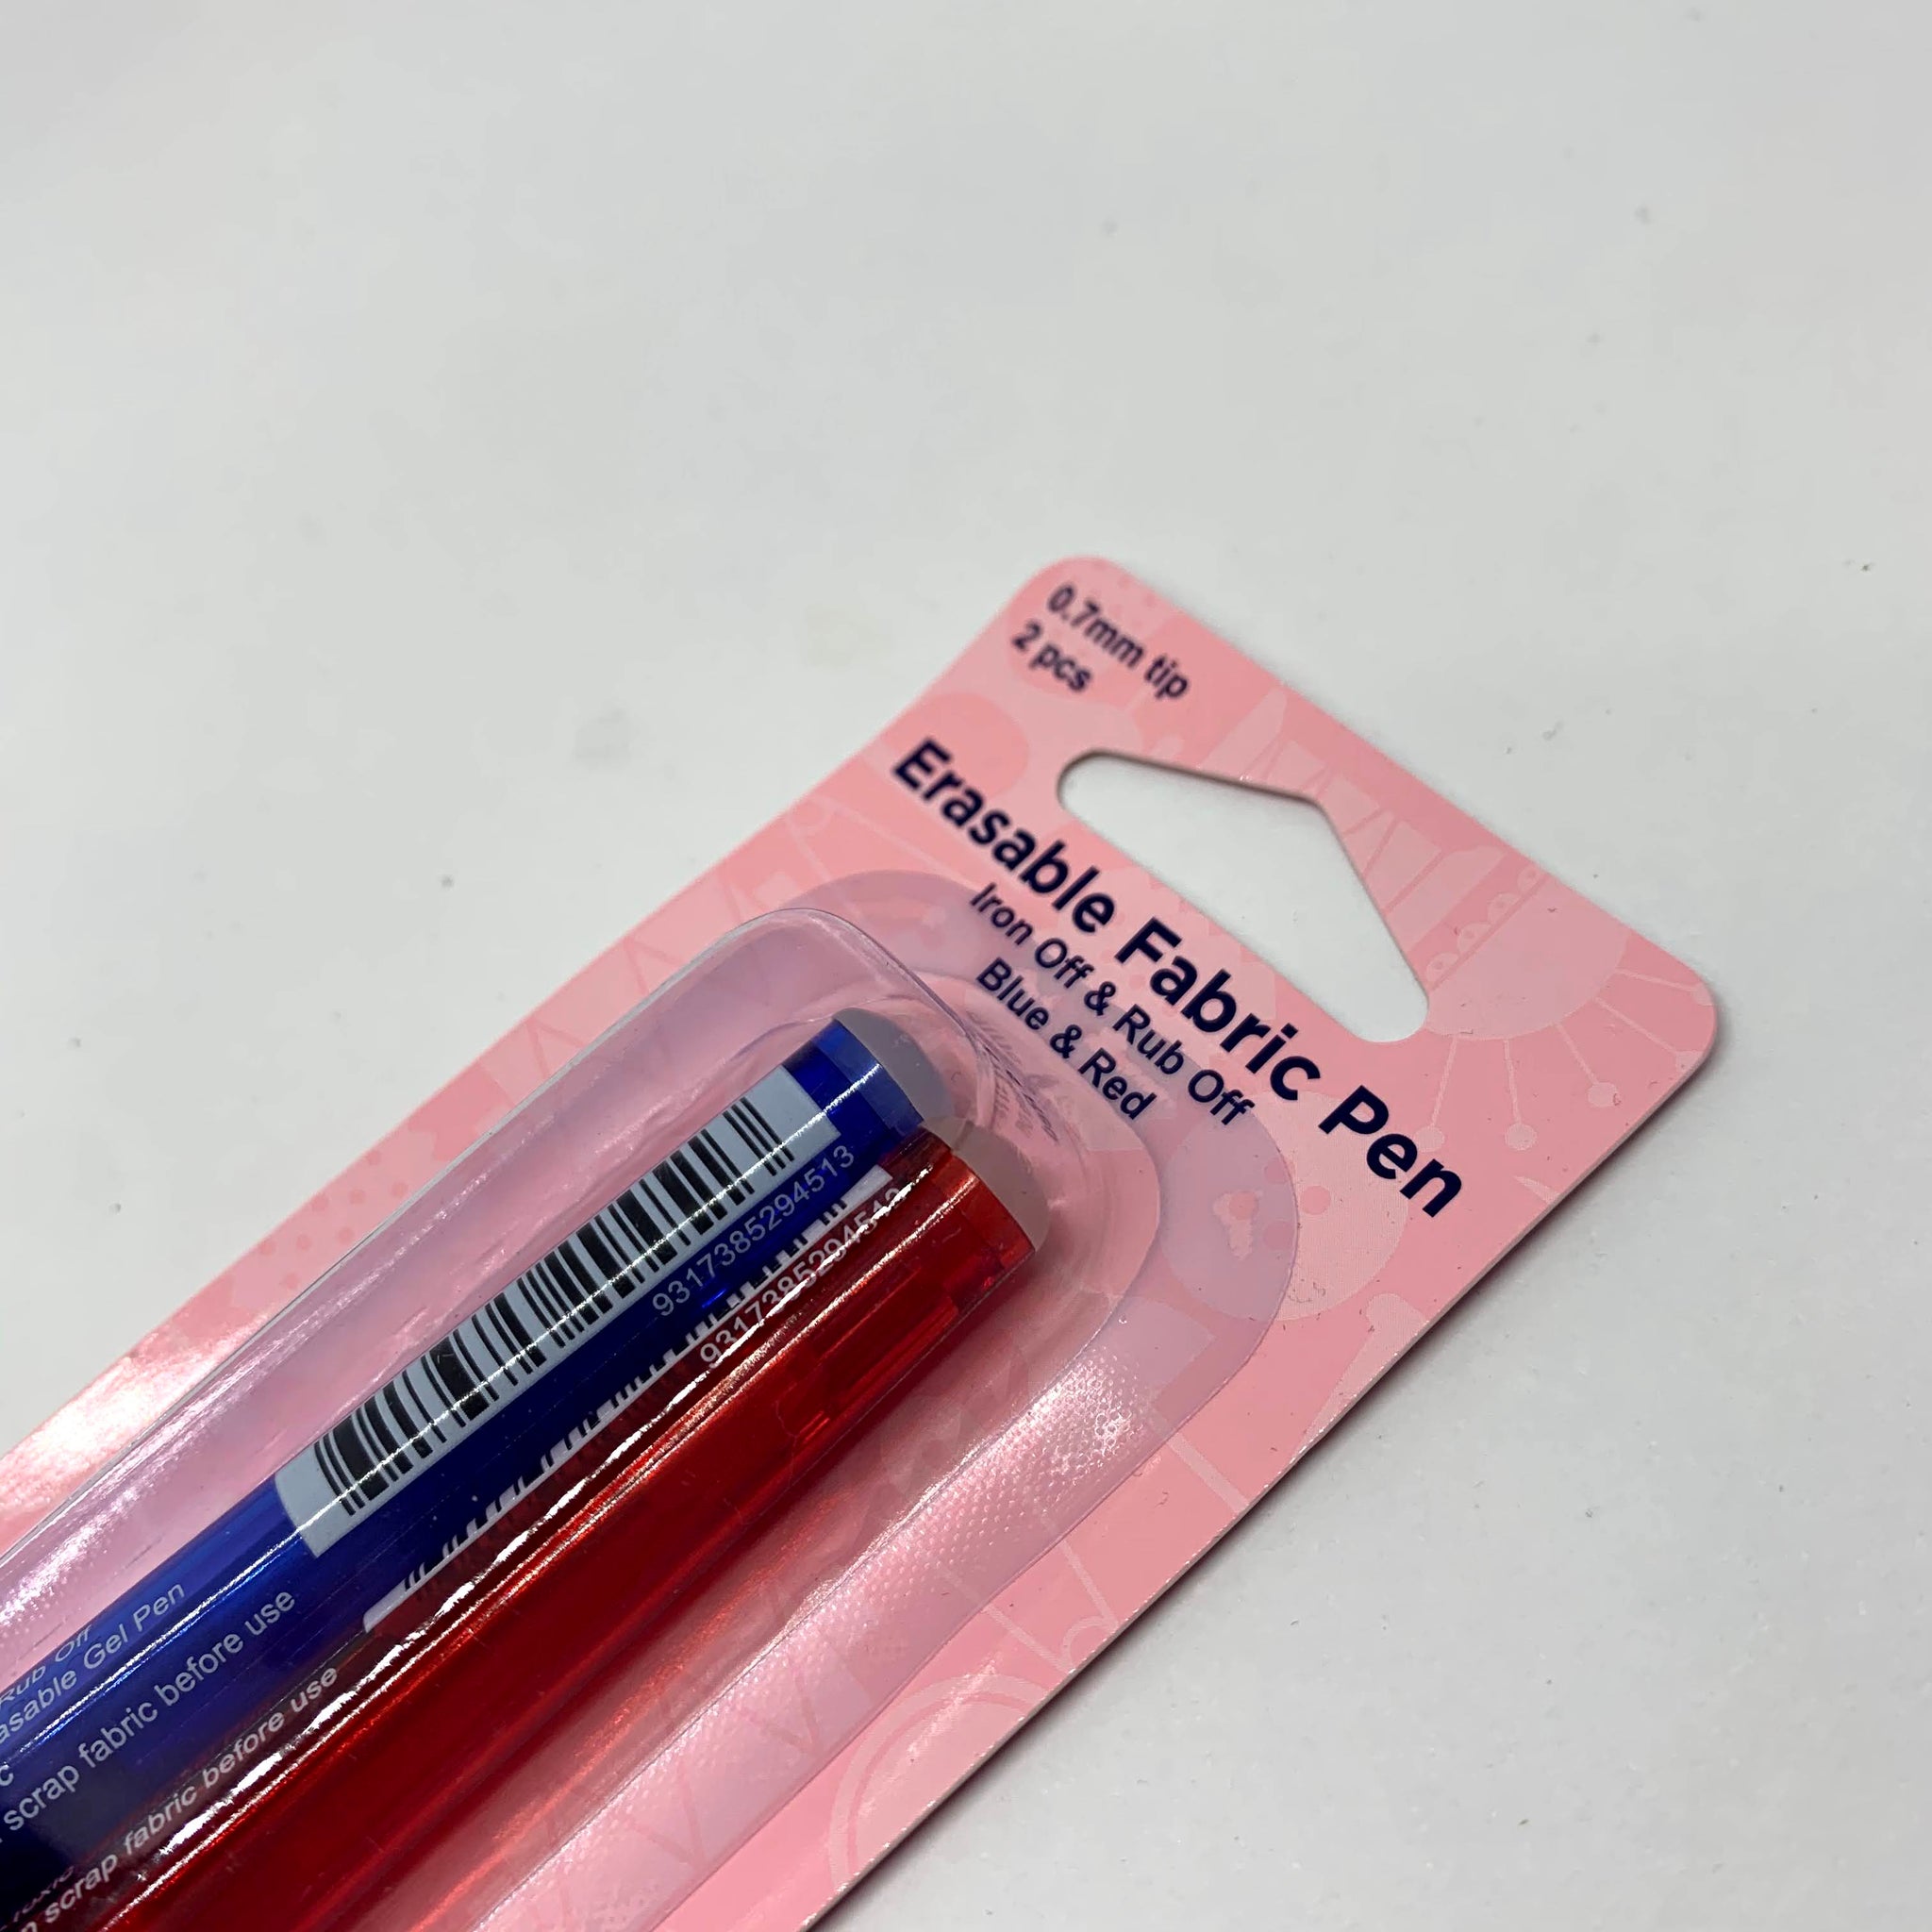 0.7mm tip
2 pcs
Erasable Fabric Pen
Iron Off & Rub Off
Blue & Red
9317385294513
9317385294513
Rub Off
Gel Pen
scrap fabric before use
scrap fabric before use